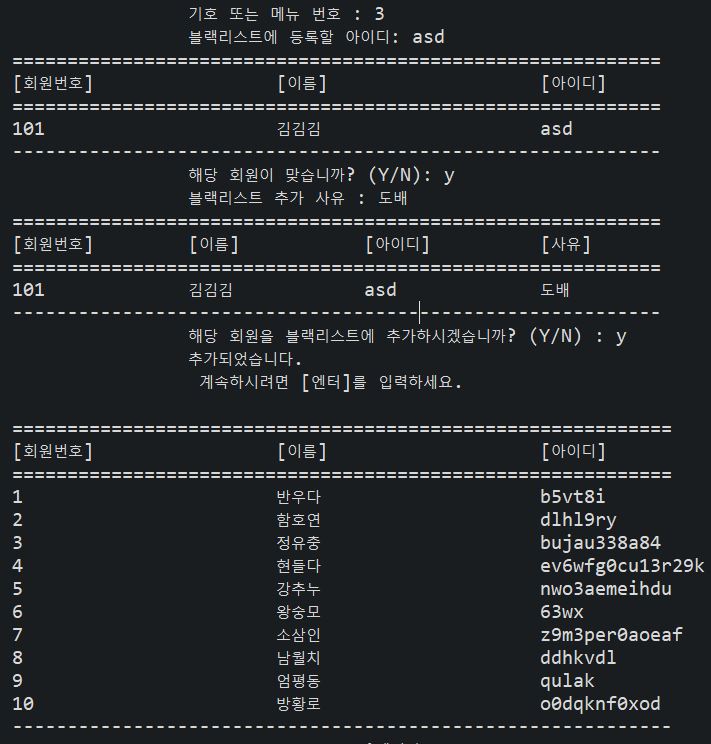 기호 또는 메뉴 번호 : 3
블랙리스트에 등록할 아이디: asd
===========================================================
[회원번호] [이름] [아이디]
===========================================================
101 김김김 asd
-----------------------------------------------------------
해당 회원이 맞습니까? (Y/N): y
블랙리스트 추가 사유 : 도배
===========================================================
[회원번호] [이름] [아이디] [사유]
===========================================================
101 김김김 asd 도배
-----------------------------------------------------------
해당 회원을 블랙리스트에 추가하시겠습니까? (Y/N) : y
추가되었습니다.
계속하시려면 [엔터]를 입력하세요.
============================================================
[회원번호] [이름] [아이디]
============================================================
1 반우다 b5vt8i
2 함호연 dlhl9ry
3 정유충 bujau338a84
4 현들다 ev6wfg0cu13r29k
5 강추누 nwo3aemeihdu
6 왕숭모 63wx
7 소삼인 z9m3per0aoeaf
8 남월치 ddhkvdl
9 엄평동 qulak
10 방황로 o0dqknf0xod
------------------------------------------------------------